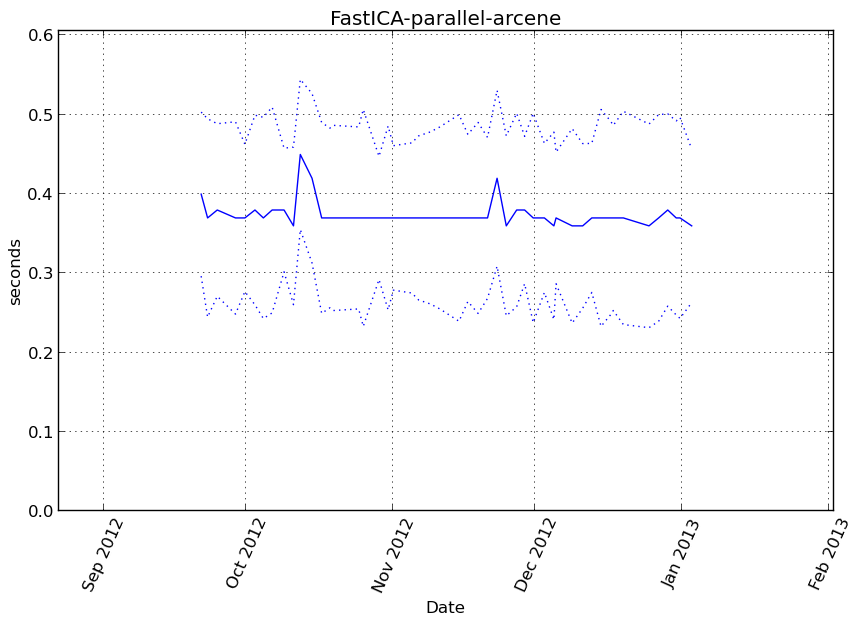 FastICA-parallel-arcene
0.6
0.5
0.4
0.3
0.2
0.1
0.0
seconds
Sep 2012
Oct 2012
Nov 2012
Dec 2012
Jan 2013
Feb 2013
Date